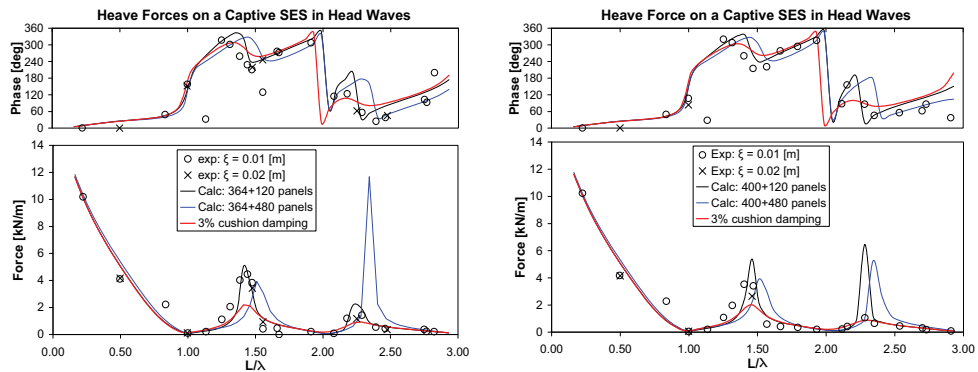 Heave Forces on a Captive SES in Head Waves
360
300
240
180
120
60
0
Phase [deg]
14
12
10
8
6
4
2
0
Force [kN/m]
exp: ξ = 0.01 [m]
exp: ξ = 0.02 [m]
Calc: 364+120 panels
Calc: 364+480 panels
3% cushion damping
0.00 0.50 1.00 1.50 2.00 2.50 3.00
L/λ
Heave Force on a Captive SES in Head Waves
360
300
240
180
120
60
0
Phase [deg]
14
12
10
8
6
4
2
0
Force [kN/m]
Exp: ξ = 0.01 [m]
Exp: ξ = 0.02 [m]
Calc: 400+120 panels
Calc: 400+480 panels
3% cushion damping
0.00 0.50 1.00 1.50 2.00 2.50 3.00
L/λ